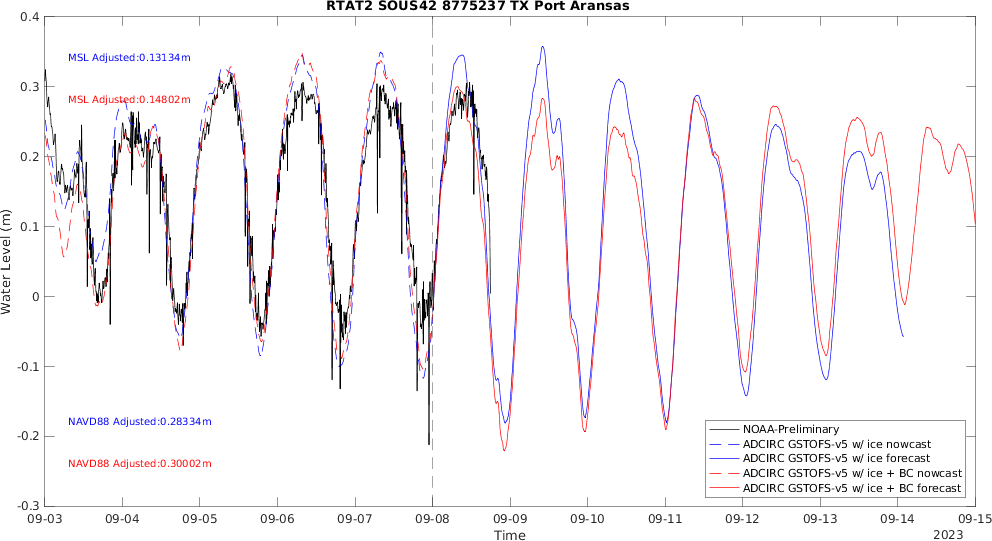 RTAT2 SOUS42 8775237 TX Port Aransas
0.4
0.3
0.2
0.1
0
-0.1
-0.2
-0.3
Water Level (m)
MSL Adjusted:0.13134m
MSL Adjusted:0.14802m
NAVD88 Adjusted:0.28334m
NAVD88 Adjusted:0.30002m
NOAA-Preliminary
ADCIRC GSTOFS-v5 w/ ice nowcast
ADCIRC GSTOFS-v5 w/ ice forecast
ADCIRC GSTOFS-v5 w/ ice + BC nowcast
ADCIRC GSTOFS-v5 w/ ice + BC forecast
09-03 09-04 09-05 09-06 09-07 09-08 09-09 09-10 09-11 09-12 09-13 09-14 09-15
Time
2023